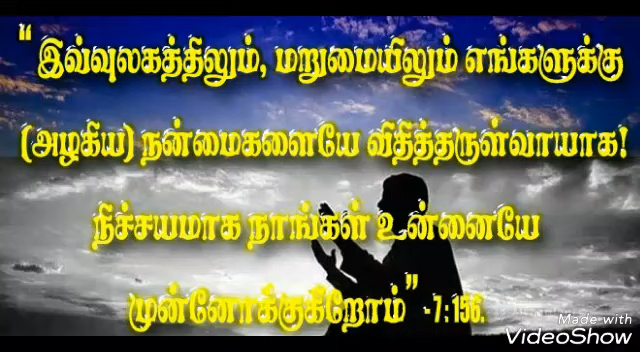 " இவ்வுலகத்திலும், மறுமையிலும் எங்களுக்கு
(அழகிய) நன்மைகளையே விதித்தருள்வாயாக!
நிச்சயமாக நாங்கள் உன்னையே
முன்னோக்குகிறோம்" - 7:156.
Made with
VideoShow